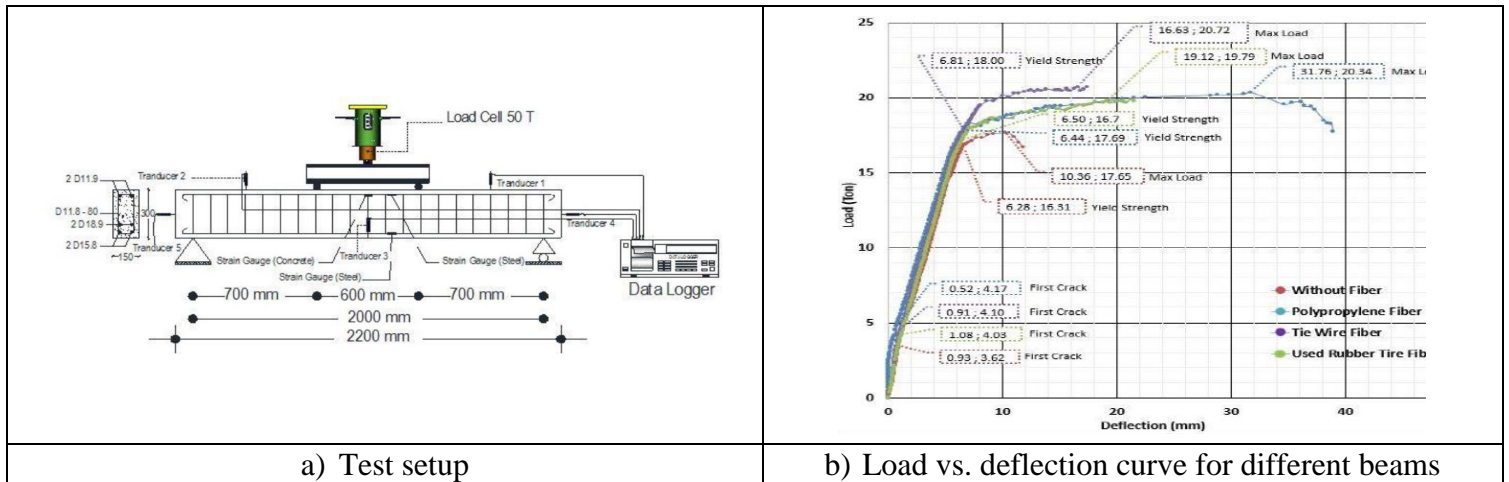 Load Cell 50 T
Tranducer 2
Tranducer 1
2 D11.9
D11.8 - 80
300
2 D18.9
2 D15.8
Tranducer 4
Tranducer 5
Tranducer 3
150
Strain Gauge (Concrete)
Strain Gauge (Steel)
Strain Gauge (Steel)
700 mm
600 mm
700 mm
2000 mm
2200 mm
Data Logger
a) Test setup
25
20
15
10
5
0
Load (Ton)
16.63 ; 20.72 Max Load
6.81 ; 18.00 Yield Strength
19.12 ; 19.79 Max Load
31.76 ; 20.34 Max L
6.50 ; 16.7 Yield Strength
6.44 ; 17.69 Yield Strength
10.36 ; 17.65 Max Load
6.28 ; 16.31 Yield Strength
0.52 ; 4.17 First Crack
0.91 ; 4.10 First Crack
1.08 ; 4.03 First Crack
0.93 ; 3.62 First Crack
Without Fiber
Polypropylene Fiber
Tie Wire Fiber
Used Rubber Tire Fib
0 10 20 30 40
Deflection (mm)
b) Load vs. deflection curve for different beams